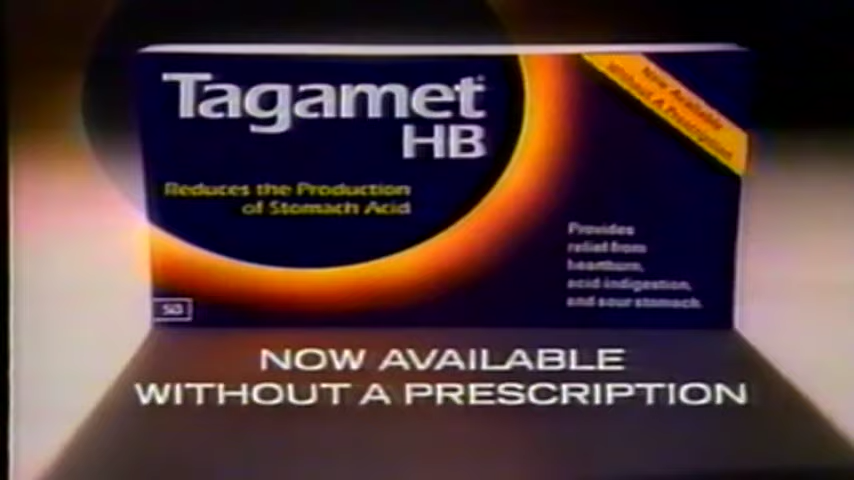 Tagamet
HB
Reduces the Production
of Stomach Acid
Now Available
Without A Prescription
Provides
relief from
heartburn,
acid indigestion,
and sour stomach.
50
NOW AVAILABLE
WITHOUT A PRESCRIPTION